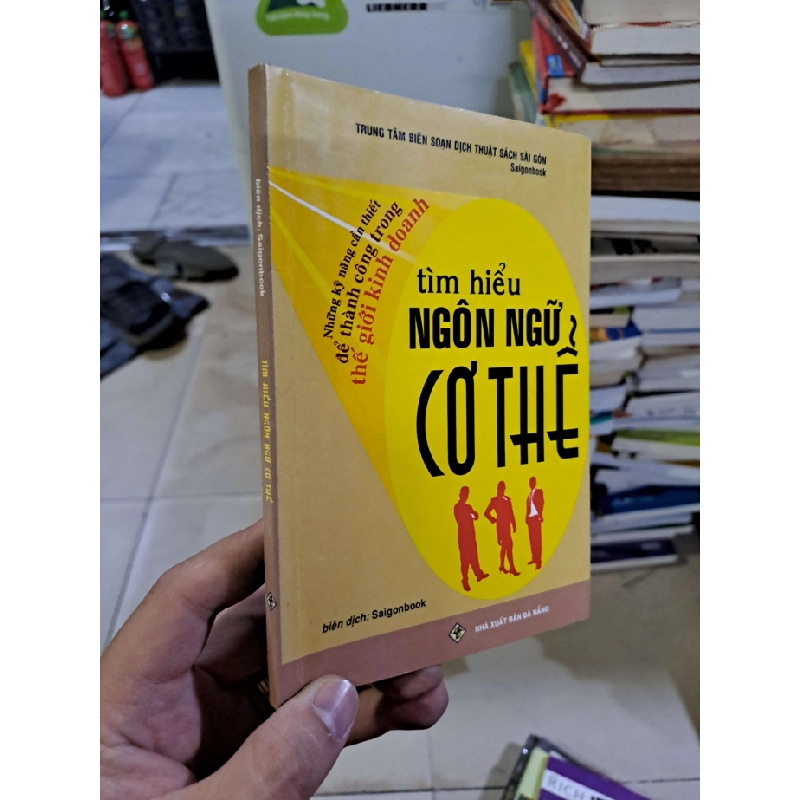 LIEBHERR
TRUNG TÂM BIÊN SOẠN DỊCH THUẬT SÁCH SÀI GÒN
Saigonbook
Những kỹ năng cần thiết
để thành công trong
thế giới kinh doanh
tìm hiểu
NGÔN NGỮ
CƠ THỂ
biên dịch: Saigonbook
NHÀ XUẤT BẢN ĐÀ NẴNG
biên dịch: Saigonbook
TÌM HIỂU NGÔN NGỮ CƠ THỂ
RICH